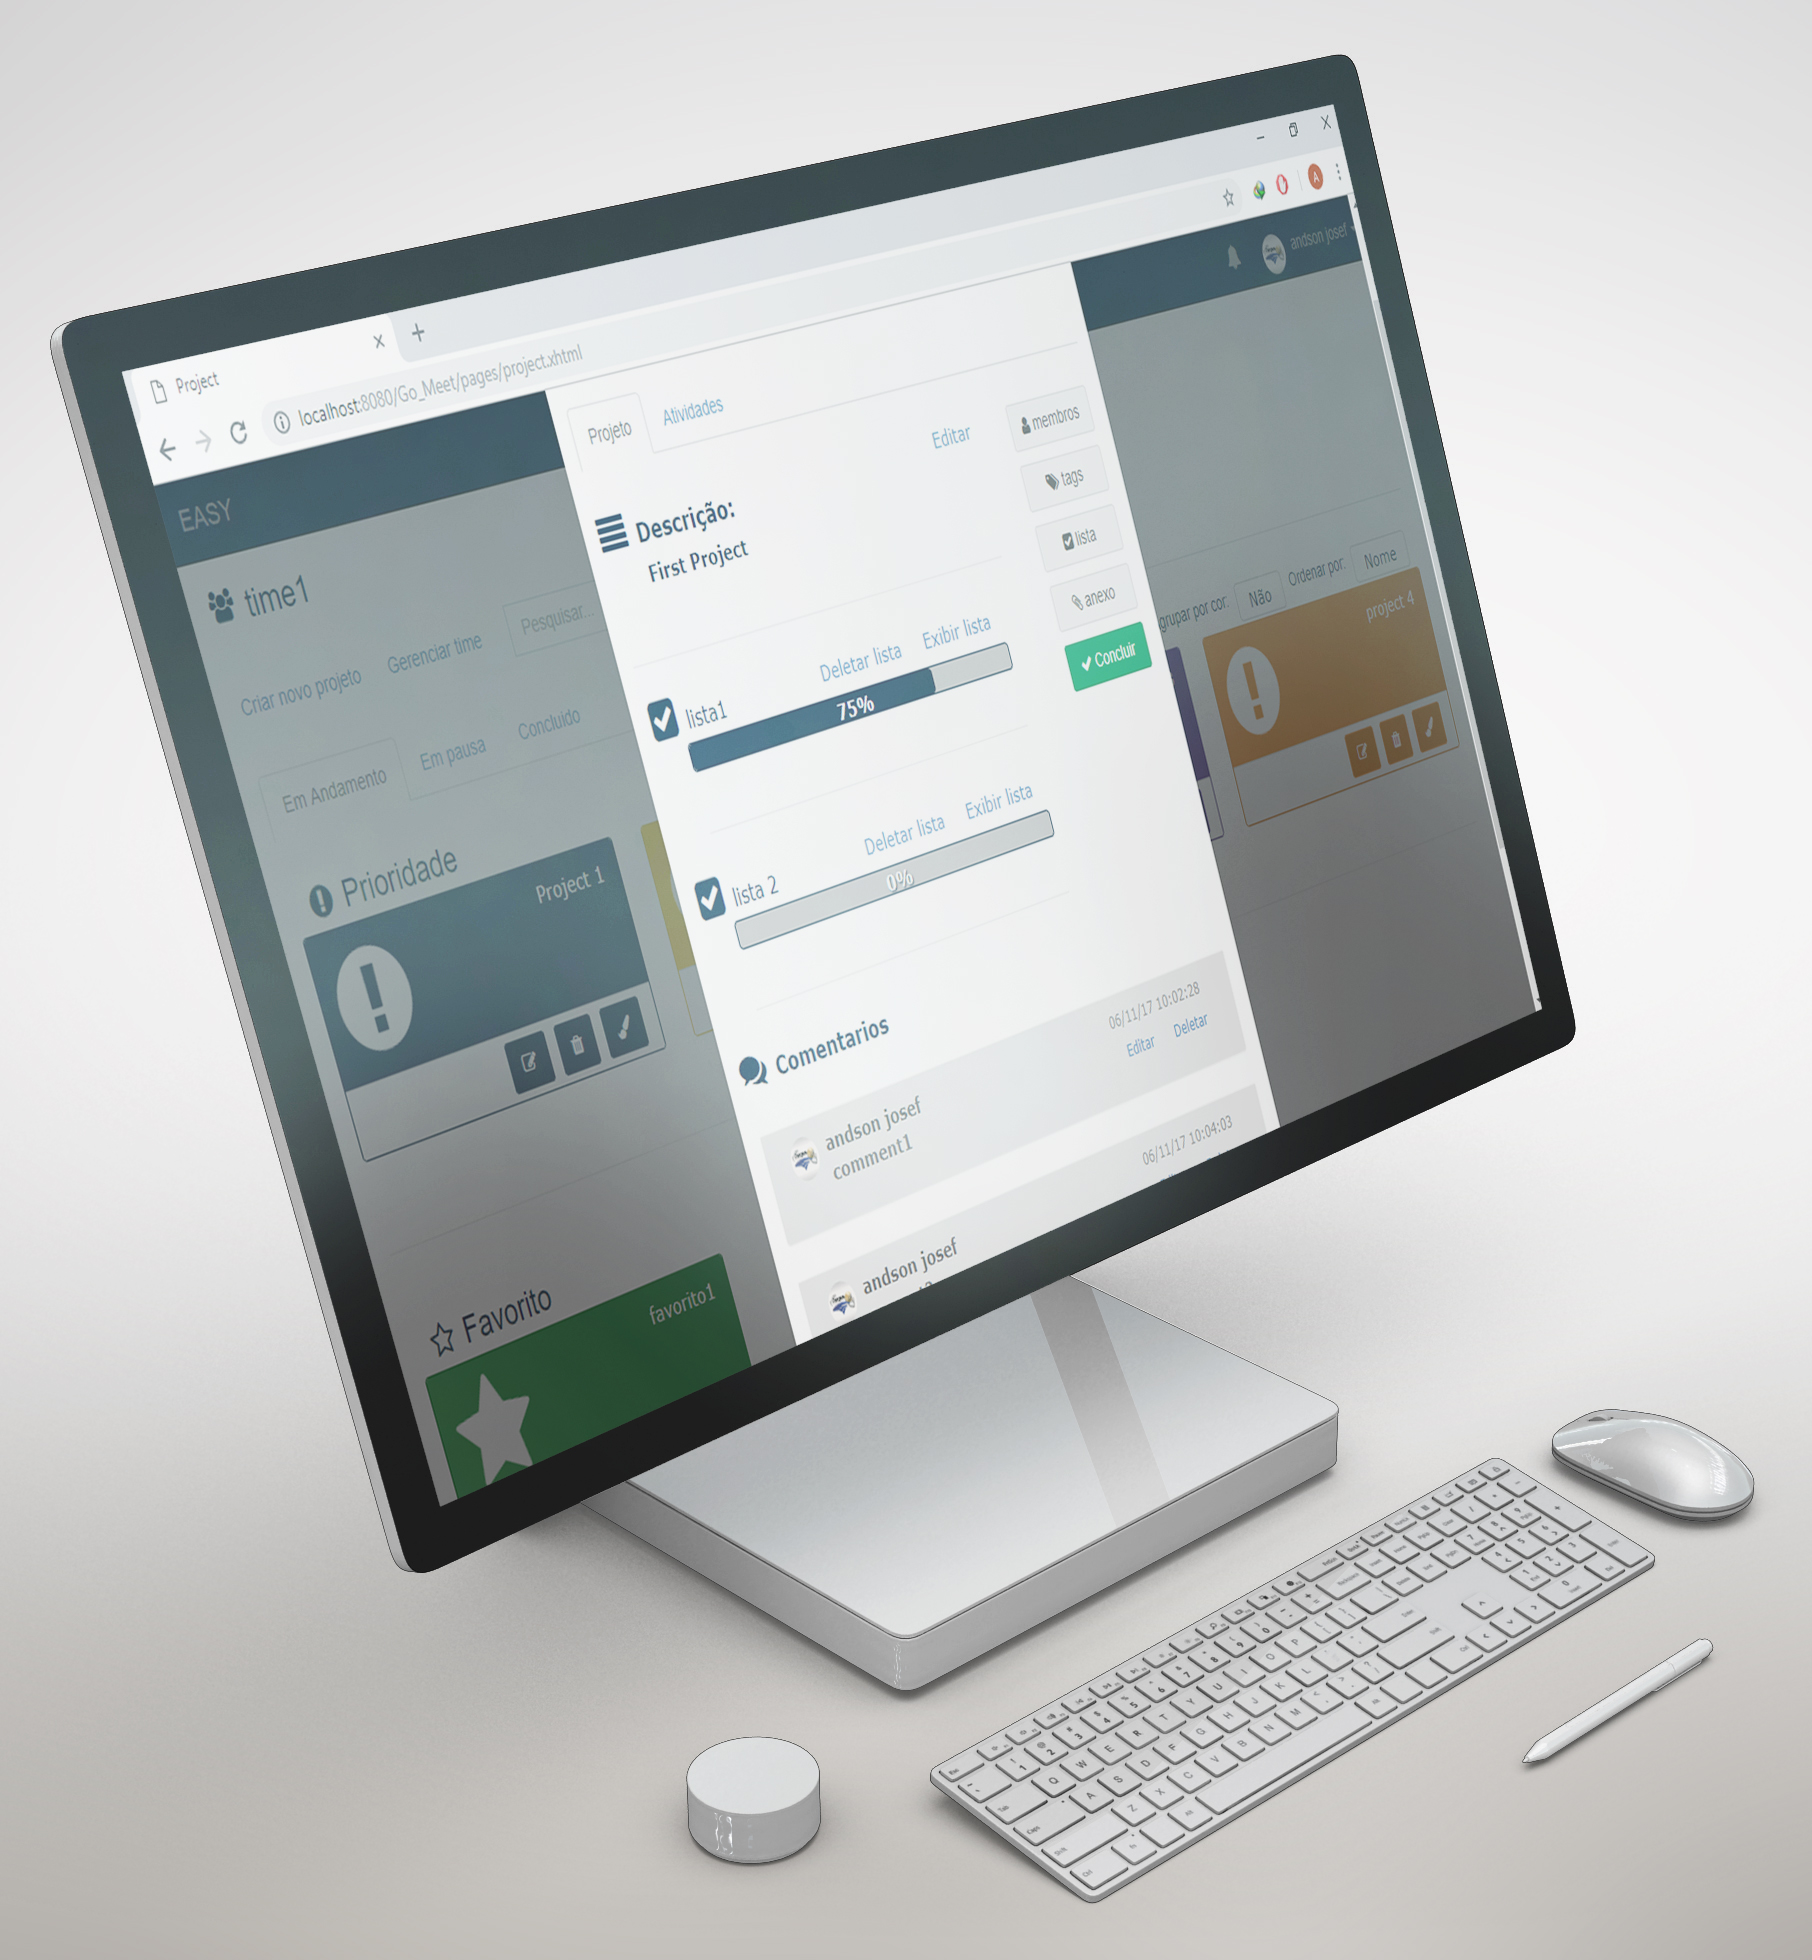 Project
localhost:8080/Go_Meet/pages/project.xhtml
A
EASY
andson josef
time1
Criar novo projeto
Gerenciar time
Pesquisar...
Em Andamento
Em pausa
Concluido
grupar por cor:
Não
Ordenar por:
Nome
Prioridade
Project 1
project 4
Favorito
favorito1
Projeto
Atividades
Editar
membros
tags
lista
anexo
Concluir
Descrição:
First Project
Deletar lista
Exibir lista
lista1
75%
Deletar lista
Exibir lista
lista 2
0%
Comentarios
06/11/17 10:02:28
Editar
Deletar
andson josef
comment1
06/11/17 10:04:03
andson josef